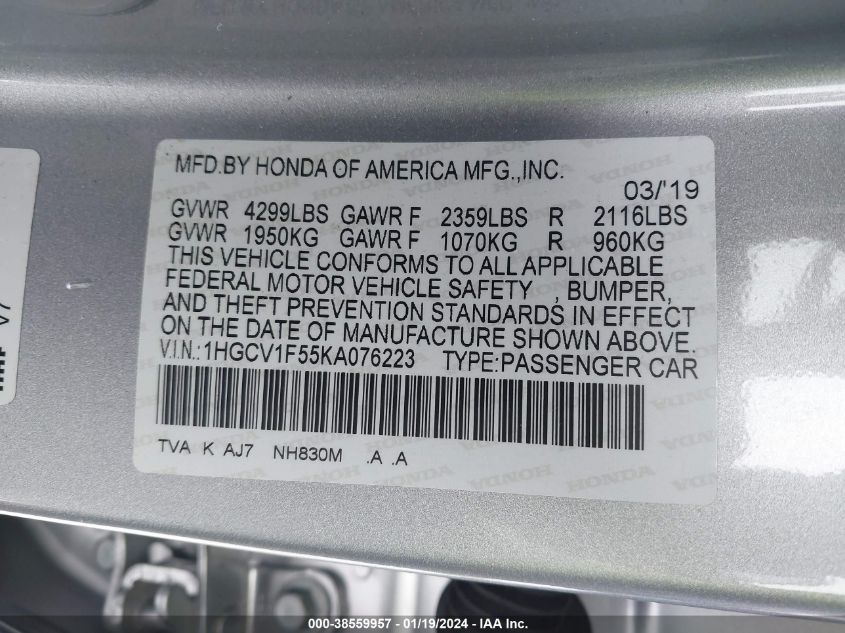 MFD.BY HONDA OF AMERICA MFG.,INC.
03/'19
GVWR 4299LBS GAWR F 2359LBS R 2116LBS
GVWR 1950KG GAWR F 1070KG R 960KG
THIS VEHICLE CONFORMS TO ALL APPLICABLE
FEDERAL MOTOR VEHICLE SAFETY , BUMPER,
AND THEFT PREVENTION STANDARDS IN EFFECT
ON THE DATE OF MANUFACTURE SHOWN ABOVE.
V.I.N.:1HGCV1F55KA076223 TYPE:PASSENGER CAR
TVA K AJ7 NH830M .A .A
000-38559957 - 01/19/2024 - IAAI.COM